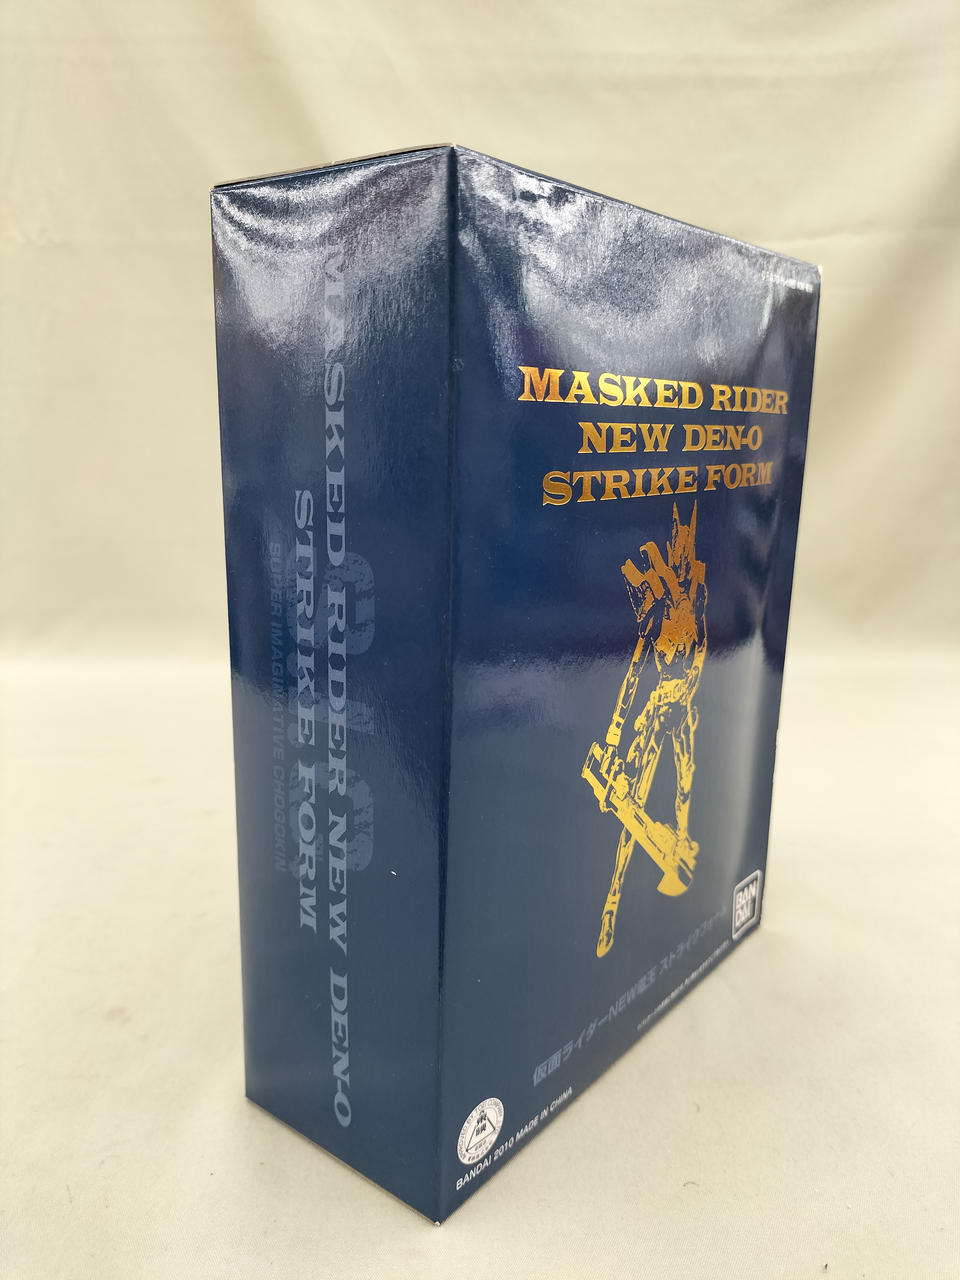 MASKED RIDER
NEW DEN-O
STRIKE FORM
仮面ライダーNEW電王 ストライクフォーム
BAN
DAI
BANDAI 2010 MADE IN CHINA
MASKED RIDER NEW DEN-O
STRIKE FORM
SUPER IMAGINATIVE CHOGOKIN